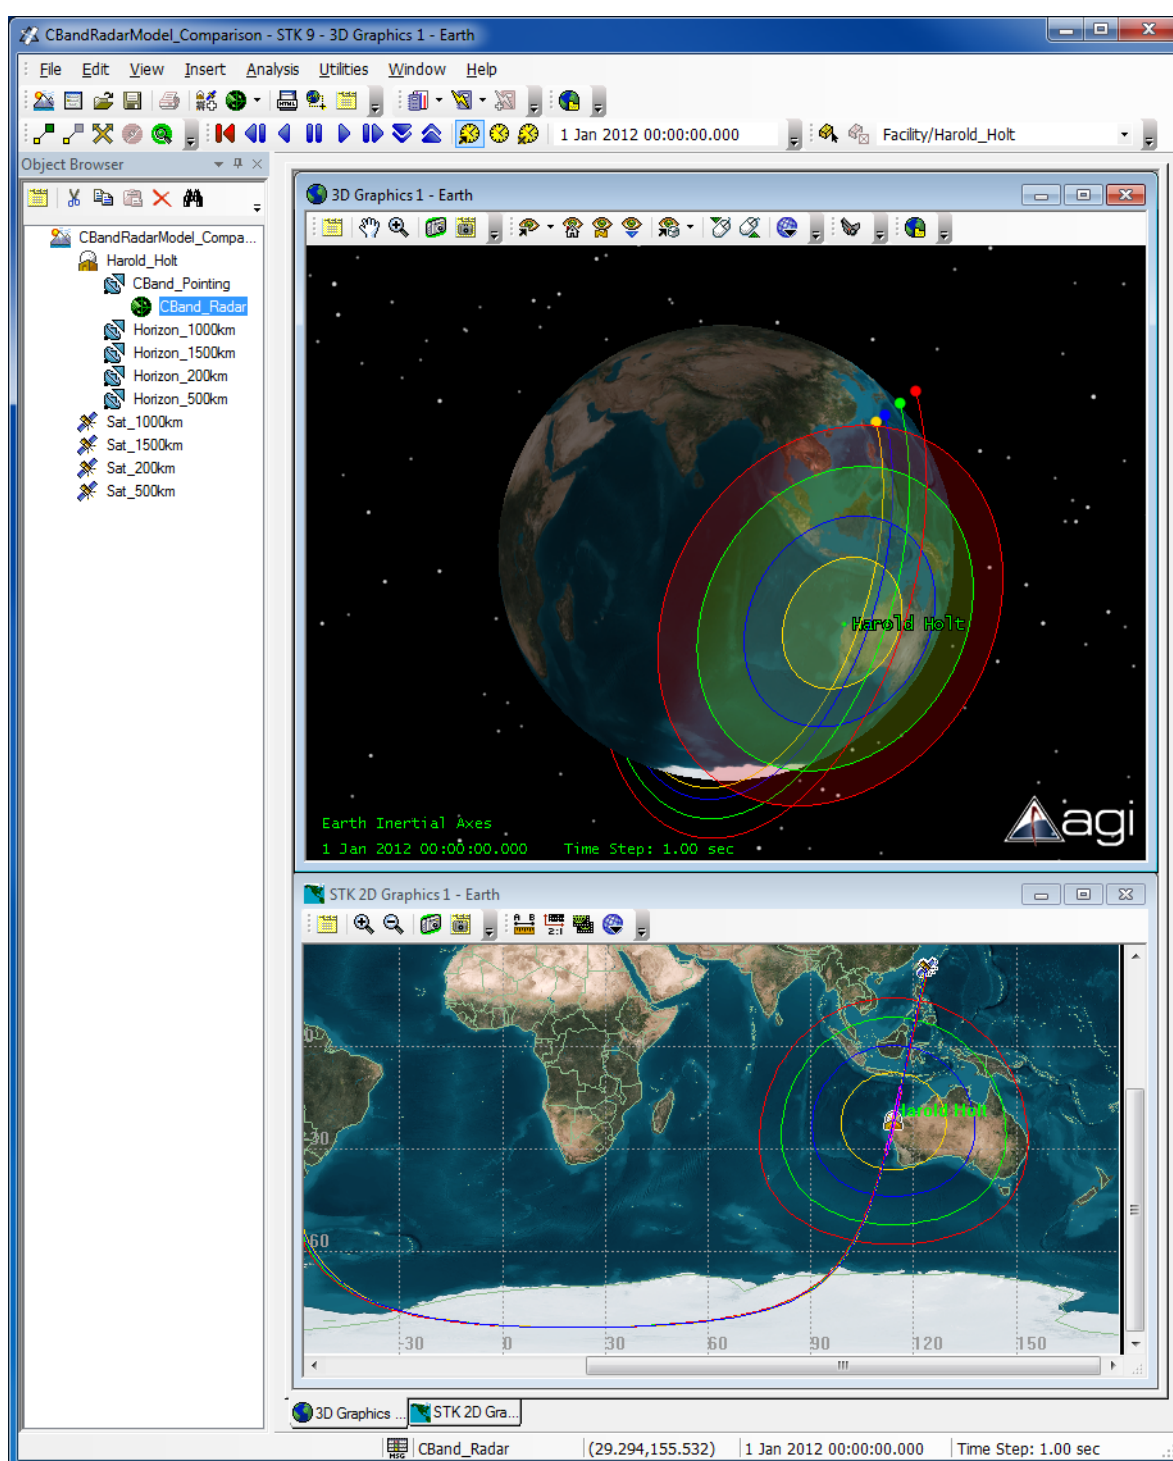 CBandRadarModel_Comparison - STK 9 - 3D Graphics 1 - Earth
File Edit View Insert Analysis Utilities Window Help
1 Jan 2012 00:00:00.000 Facility/Harold_Holt
Object Browser
CBandRadarModel_Compa...
Harold_Holt
CBand_Pointing
CBand_Radar
Horizon_1000km
Horizon_1500km
Horizon_200km
Horizon_500km
Sat_1000km
Sat_1500km
Sat_200km
Sat_500km
3D Graphics 1 - Earth
Harold Holt
Earth Inertial Axes
1 Jan 2012 00:00:00.000 Time Step: 1.00 sec
agi
STK 2D Graphics 1 - Earth
A B
2:1
0
Harold Holt
-30
-60
-30 0 30 60 90 120 150
3D Graphics ... STK 2D Gra...
MSG CBand_Radar (29.294,155.532) 1 Jan 2012 00:00:00.000 Time Step: 1.00 sec